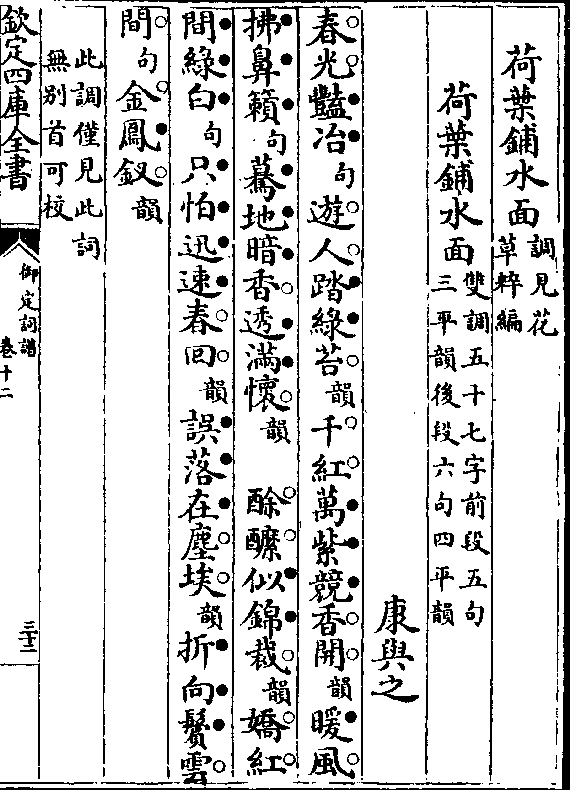 荷葉鋪水面調見花草粹編
荷葉鋪水面雙調五十七字前段五句三平韻後段六句四平韻
康與之
春光豔冶句遊人踏綠苔韻千紅萬紫競香開韻暖風
拂鼻籟句驀地暗香透滿懷韻 酴醿似錦裁韻嬌紅
間綠白句只怕迅速春回韻誤落在塵埃韻折向鬢雲
間句金鳳釵韻
此調僅見此詞無別首可校
欽定四庫全書 御定詞譜 卷十二 三十二